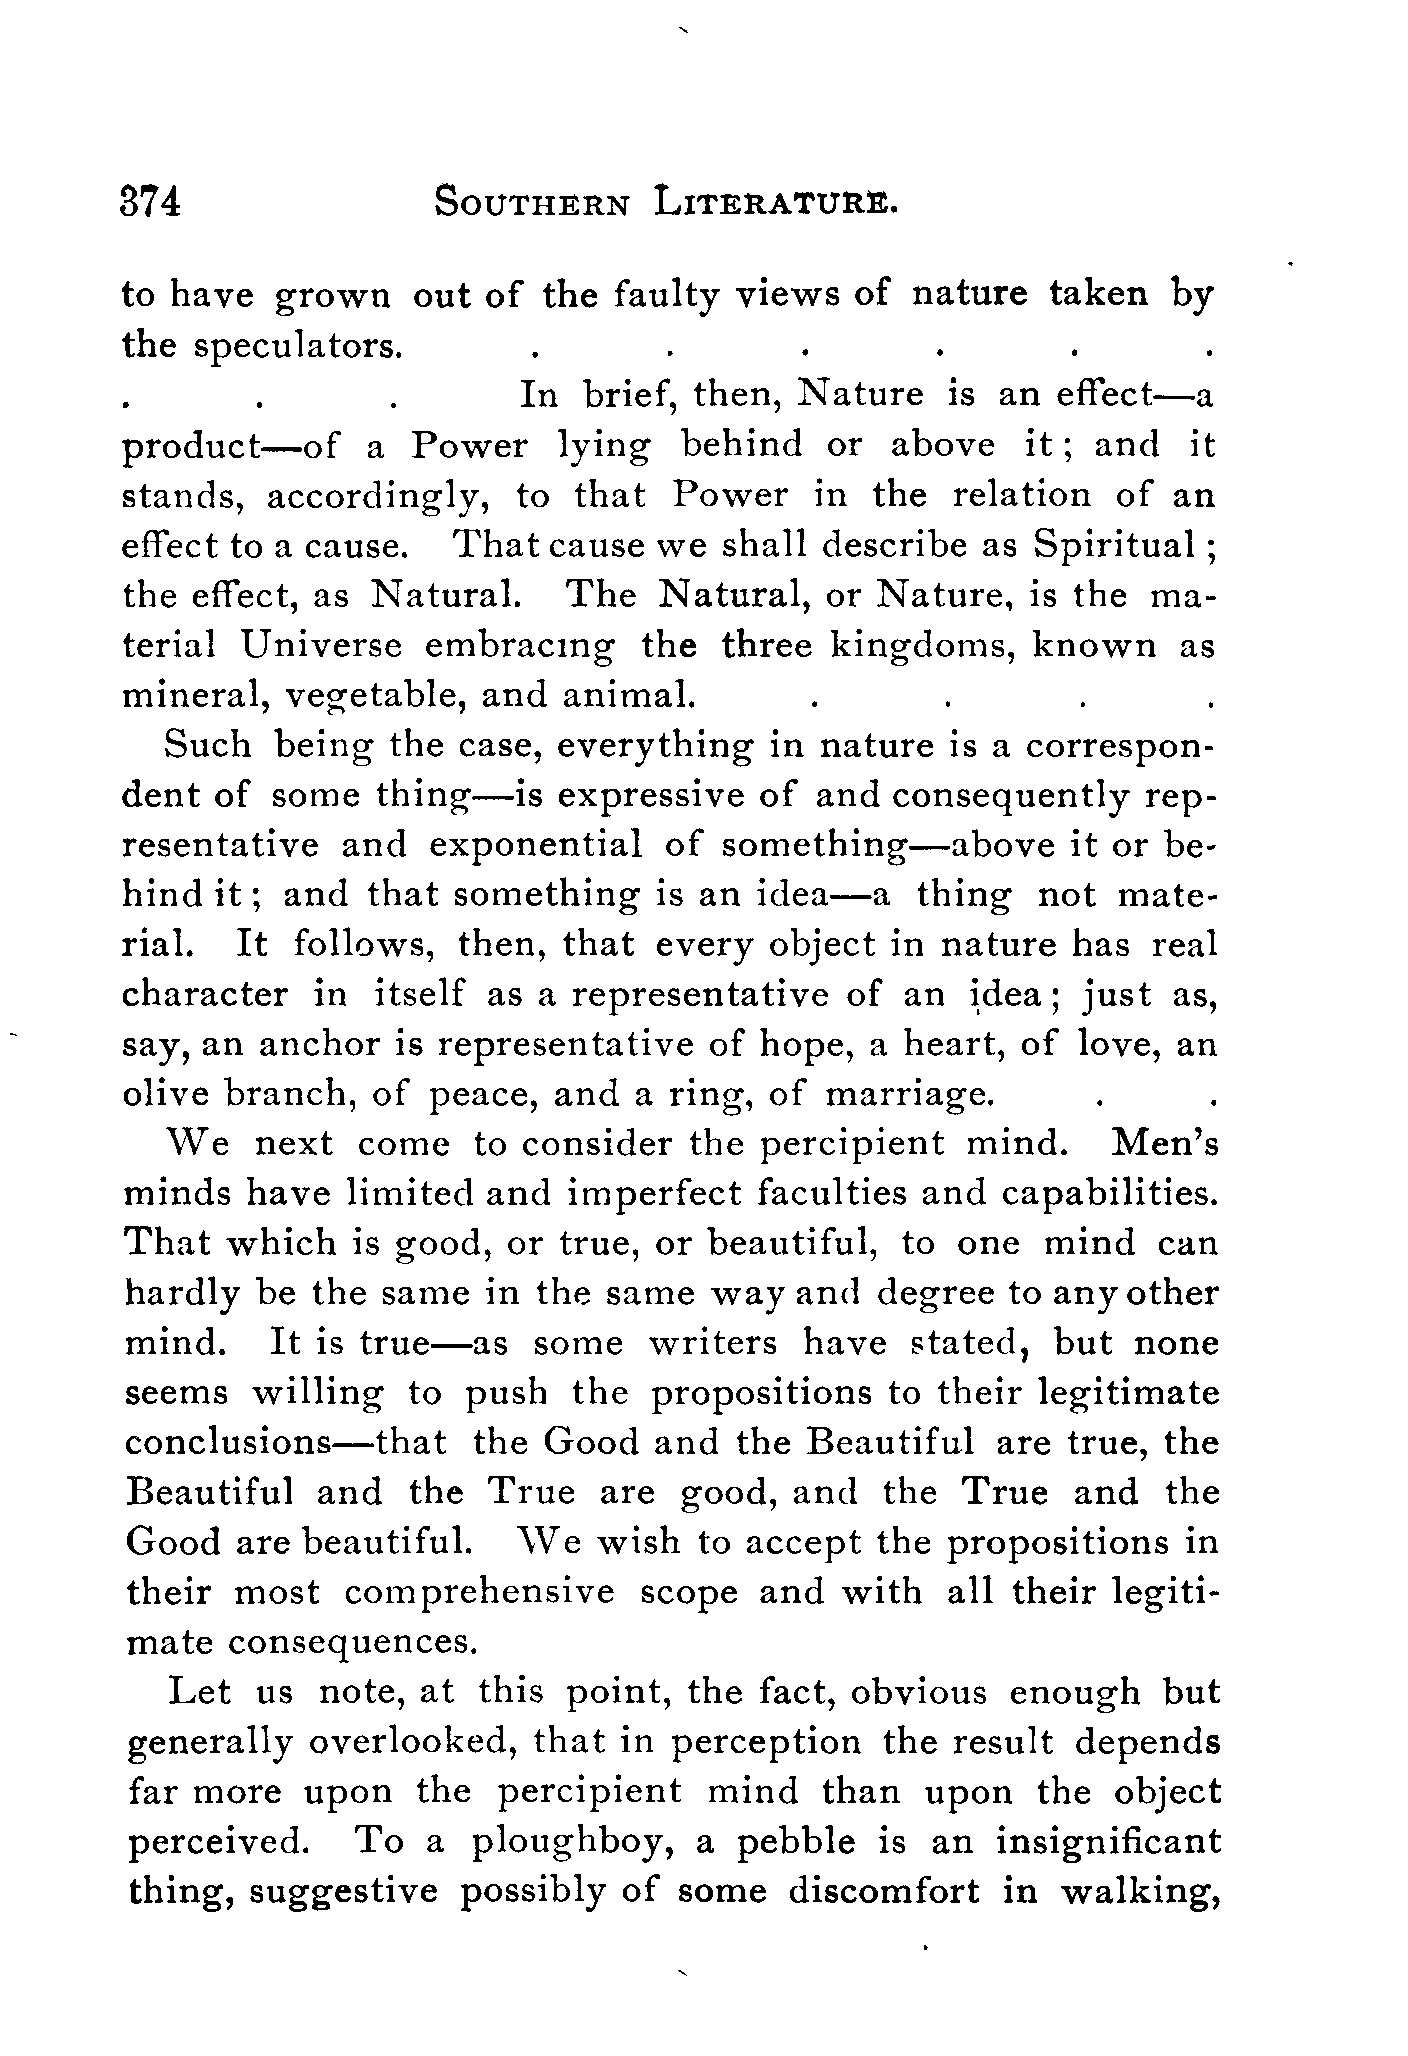 374 SOUTHERN LITERATURE.
to have grown out of the faulty views of nature taken by
the speculators. . . . . . .
. . . In brief, then, Nature is an effect—a
product—of a Power lying behind or above it ; and it
stands, accordingly, to that Power in the relation of an
effect to a cause. That cause we shall describe as Spiritual ;
the effect, as Natural. The Natural, or Nature, is the ma-
terial Universe embracing the three kingdoms, known as
mineral, vegetable, and animal. . . . .
Such being the case, everything in nature is a correspon-
dent of some thing—is expressive of and consequently rep-
resentative and exponential of something—above it or be-
hind it ; and that something is an idea—a thing not mate-
rial. It follows, then, that every object in nature has real
character in itself as a representative of an idea ; just as,
say, an anchor is representative of hope, a heart, of love, an
olive branch, of peace, and a ring, of marriage. . .
We next come to consider the percipient mind. Men's
minds have limited and imperfect faculties and capabilities.
That which is good, or true, or beautiful, to one mind can
hardly be the same in the same way and degree to any other
mind. It is true—as some writers have stated, but none
seems willing to push the propositions to their legitimate
conclusions—that the Good and the Beautiful are true, the
Beautiful and the True are good, and the True and the
Good are beautiful. We wish to accept the propositions in
their most comprehensive scope and with all their legiti-
mate consequences.
Let us note, at this point, the fact, obvious enough but
generally overlooked, that in perception the result depends
far more upon the percipient mind than upon the object
perceived. To a ploughboy, a pebble is an insignificant
thing, suggestive possibly of some discomfort in walking,